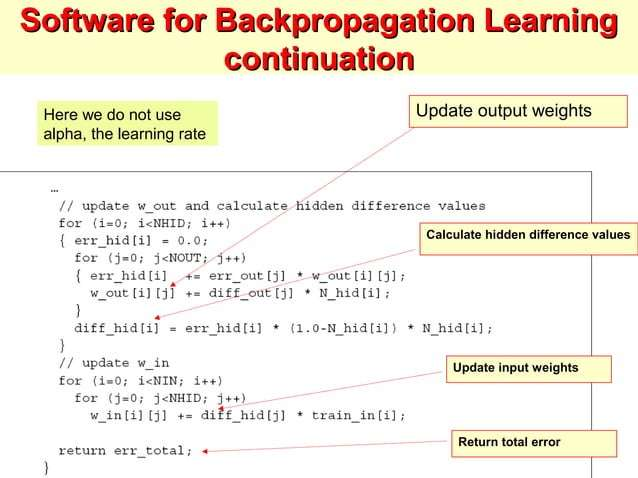 Software for Backpropagation Learning
continuation
Here we do not use
alpha, the learning rate
Update output weights
…
// update w_out and calculate hidden difference values
for (i=0; i<NHID; i++)
{ err_hid[i] = 0.0;
for (j=0; j<NOUT; j++)
{ err_hid[i] += err_out[j] * w_out[i][j];
w_out[i][j] += diff_out[j] * N_hid[i];
}
diff_hid[i] = err_hid[i] * (1.0-N_hid[i]) * N_hid[i];
}
// update w_in
for (i=0; i<NIN; i++)
for (j=0; j<NHID; j++)
w_in[i][j] += diff_hid[j] * train_in[i];
return err_total;
}
Calculate hidden difference values
Update input weights
Return total error